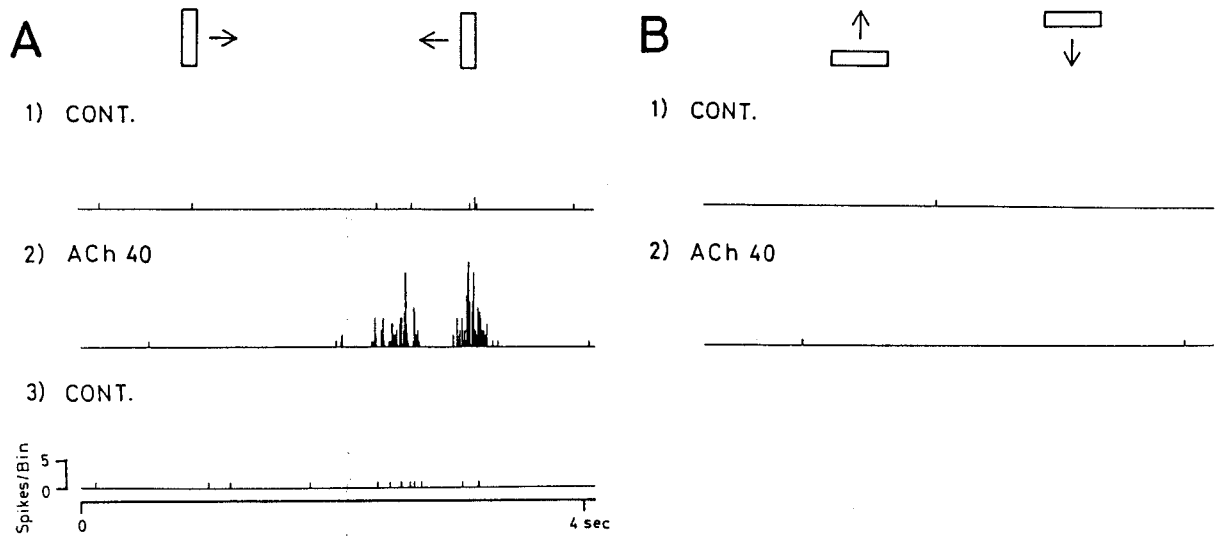 A
1) CONT.
2) ACh 40
3) CONT.
Spikes/Bin
5
0
0
4 sec
B
1) CONT.
2) ACh 40